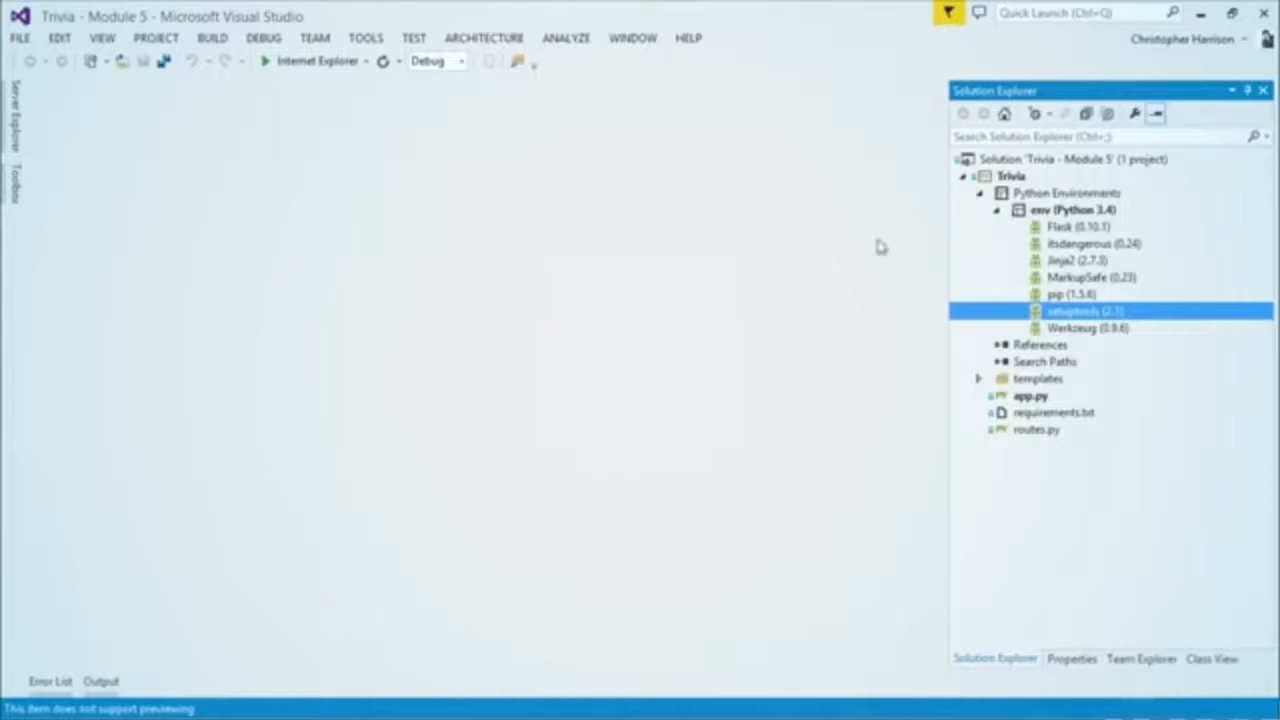 Trivia - Module 5 - Microsoft Visual Studio
Quick Launch (Ctrl+Q)
FILE EDIT VIEW PROJECT BUILD DEBUG TEAM TOOLS TEST ARCHITECTURE ANALYZE WINDOW HELP
Christopher Harrison
Internet Explorer
Debug
Server Explorer
Toolbox
Solution Explorer
Search Solution Explorer (Ctrl+;)
Solution 'Trivia - Module 5' (1 project)
Trivia
Python Environments
env (Python 3.4)
Flask (0.10.1)
itsdangerous (0.24)
Jinja2 (2.7.3)
MarkupSafe (0.23)
pip (1.5.6)
setuptools (2.1)
Werkzeug (0.9.6)
References
Search Paths
templates
app.py
requirements.txt
routes.py
Solution Explorer Properties Team Explorer Class View
Error List Output
This item does not support previewing